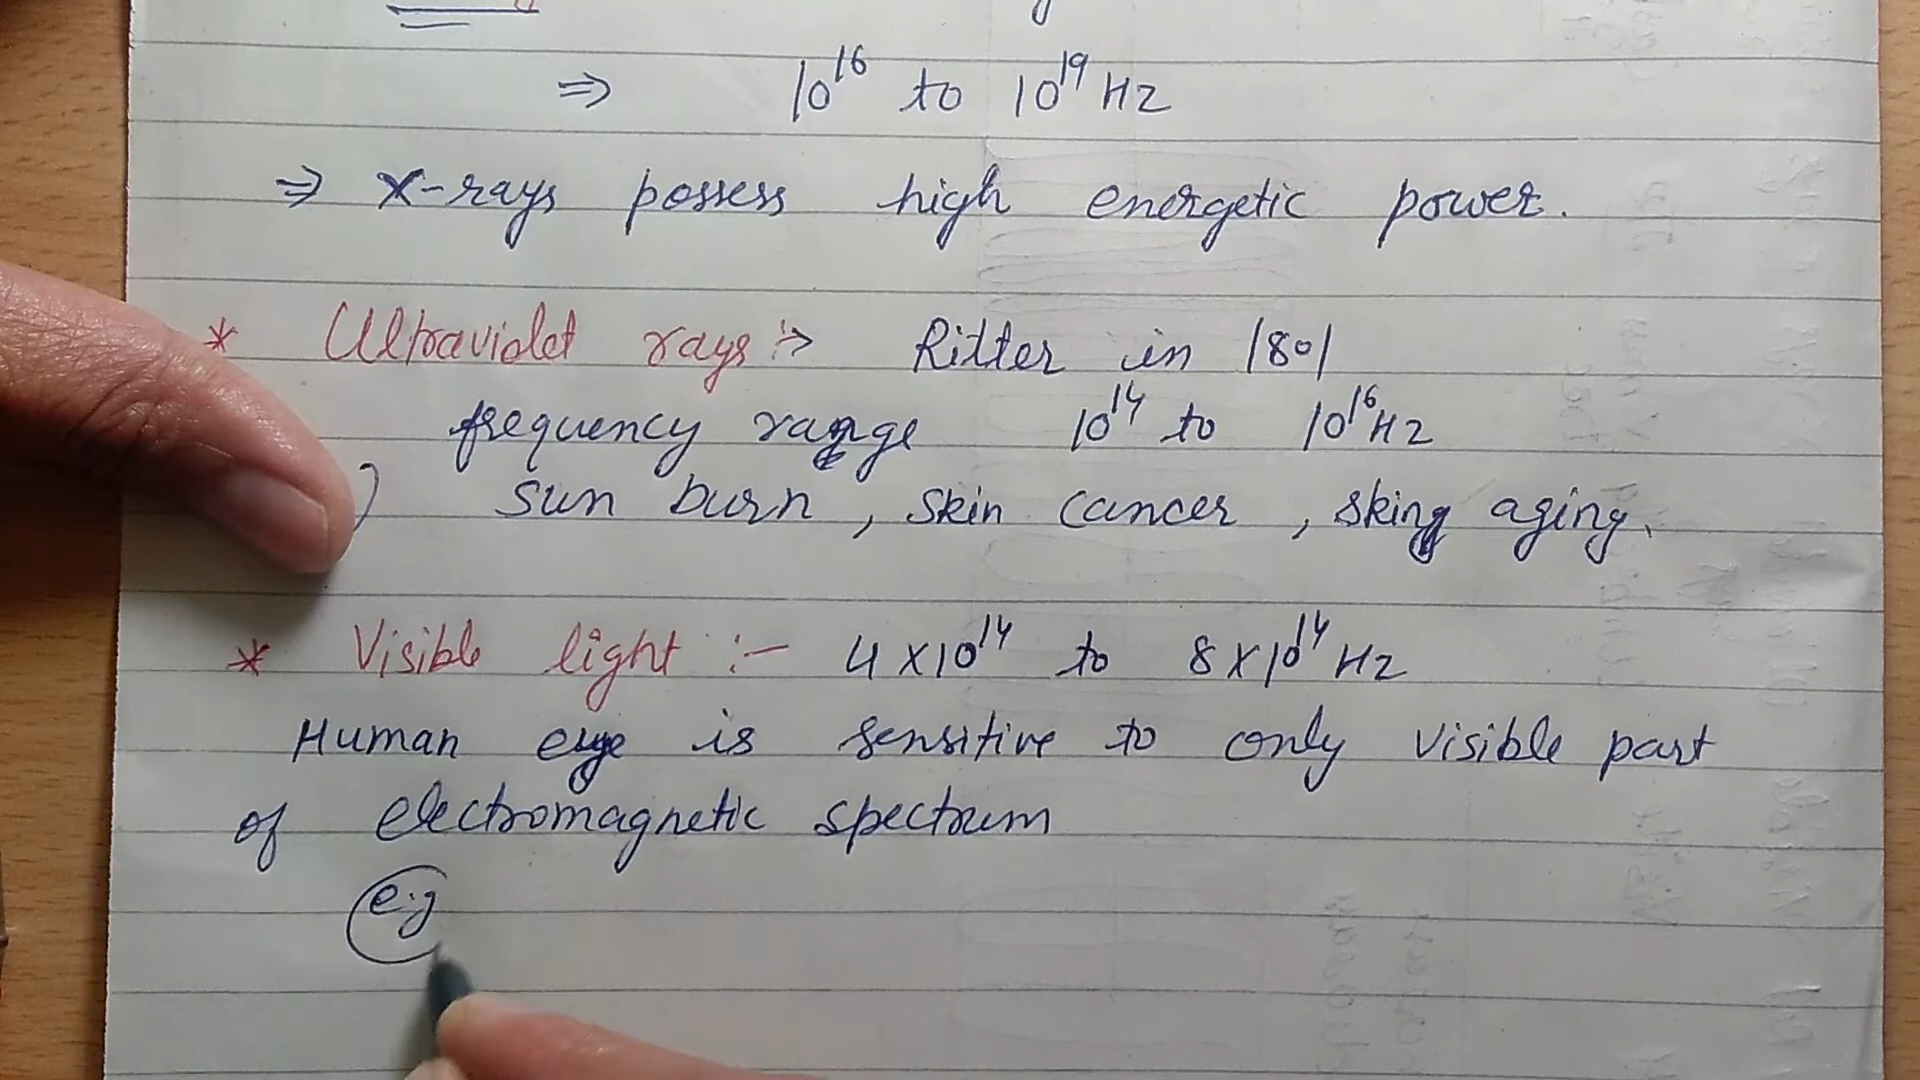 ⇒ 10¹⁶ to 10¹⁹ Hz
⇒ X-rays possess high energetic power.
* Ultraviolet rays :→ Ritter in 1801
frequency range 10¹⁴ to 10¹⁶ Hz
) sun burn, skin cancer, sking aging.
* Visible light :- 4 X 10¹⁴ to 8 X 10¹⁴ Hz
Human eye is sensitive to only visible part
of electromagnetic spectrum
e.g